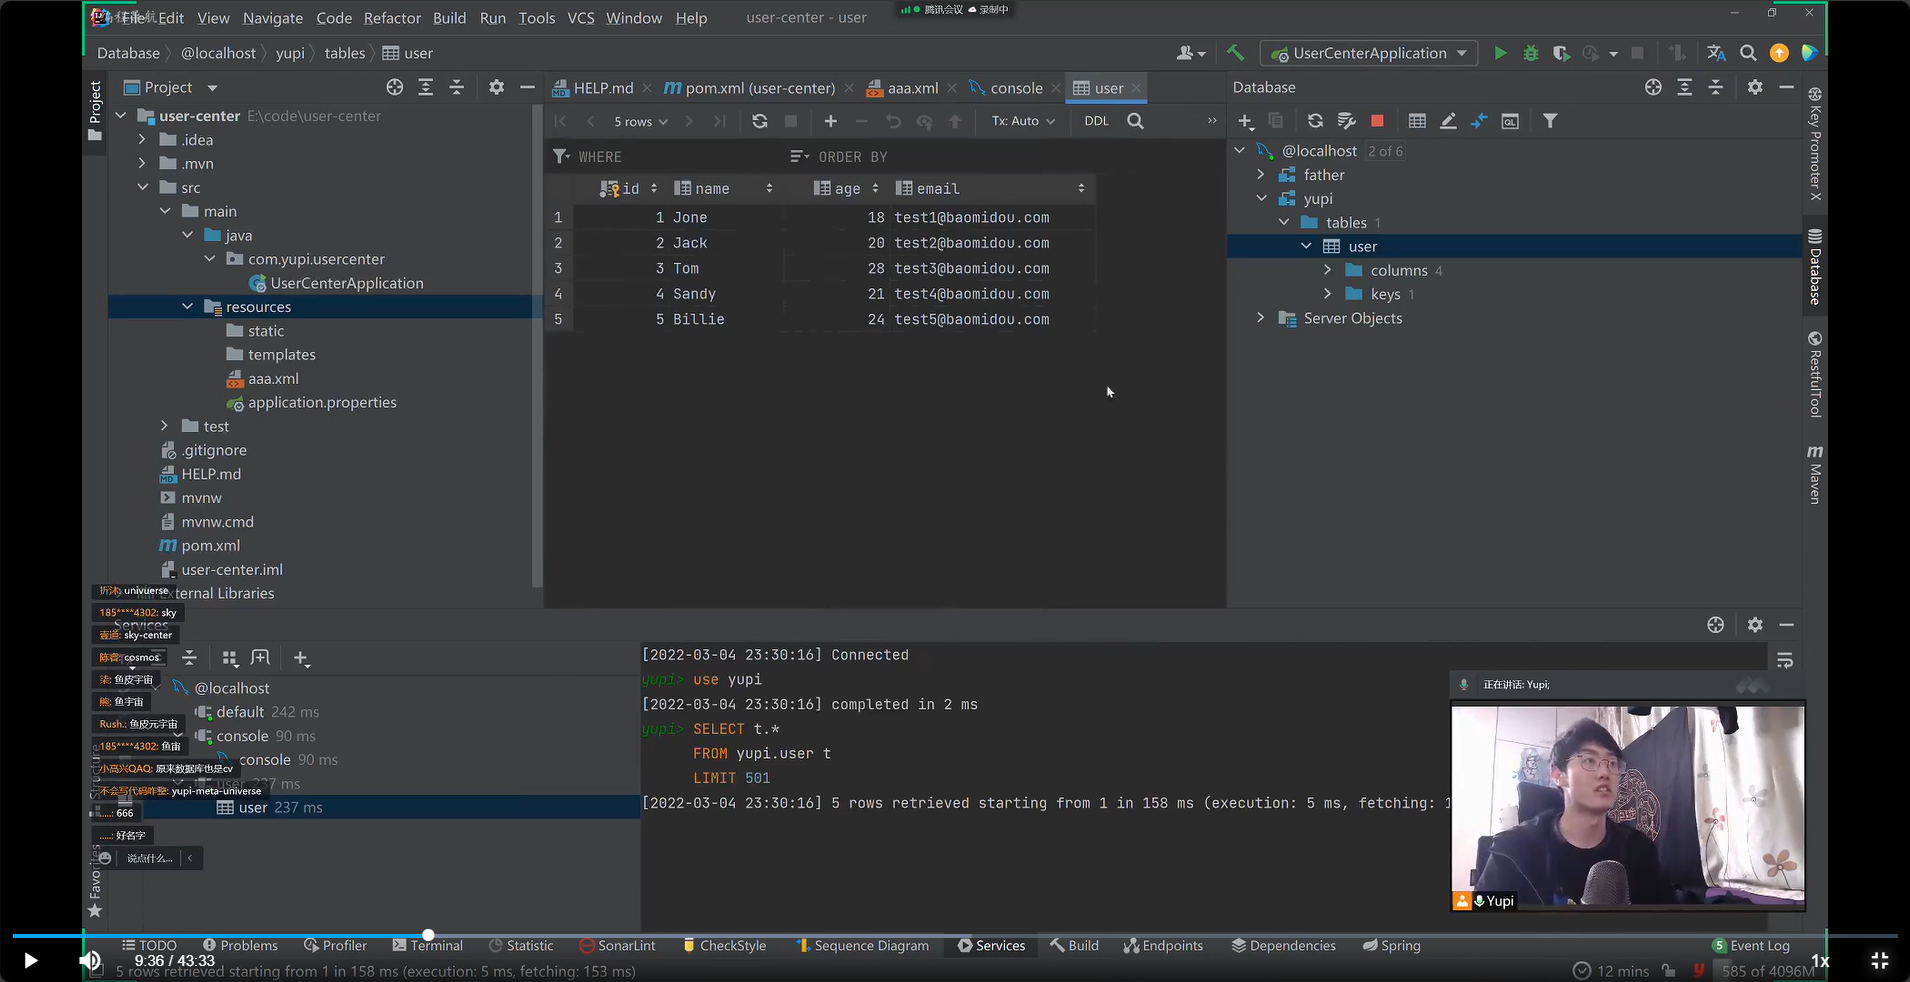 File Edit View Navigate Code Refactor Build Run Tools VCS Window Help user-center - user
腾讯会议 录制中
Database @localhost yupi tables user
UserCenterApplication
Project
HELP.md pom.xml (user-center) aaa.xml console user
Database
user-center E:\code\user-center
.idea
.mvn
src
main
java
com.yupi.usercenter
UserCenterApplication
resources
static
templates
aaa.xml
application.properties
test
.gitignore
HELP.md
mvnw
mvnw.cmd
pom.xml
user-center.iml
External Libraries
5 rows Tx: Auto DDL
WHERE ORDER BY
id name age email
1 1 Jone 18 test1@baomidou.com
2 2 Jack 20 test2@baomidou.com
3 3 Tom 28 test3@baomidou.com
4 4 Sandy 21 test4@baomidou.com
5 5 Billie 24 test5@baomidou.com
@localhost 2 of 6
father
yupi
tables 1
user
columns 4
keys 1
Server Objects
Project
Structure
Favorites
Key Promoter X
Database
RestfulTool
Maven
Services
折沐: univuerse
185****4302: sky
壹道: sky-center
陈睿: cosmos
柒: 鱼皮宇宙
熊: 鱼宇宙
Rush.: 鱼皮元宇宙
185****4302: 鱼宙
小高兴QAQ: 原来数据库也是cv
不会写代码咋整: yupi-meta-universe
.....: 666
.....: 好名字
说点什么...
@localhost
default 242 ms
console 90 ms
console 90 ms
user 237 ms
user 237 ms
[2022-03-04 23:30:16] Connected
yupi> use yupi
[2022-03-04 23:30:16] completed in 2 ms
yupi> SELECT t.*
FROM yupi.user t
LIMIT 501
[2022-03-04 23:30:16] 5 rows retrieved starting from 1 in 158 ms (execution: 5 ms, fetching: 1
正在讲话: Yupi;
Yupi
TODO Problems Profiler Terminal Statistic SonarLint CheckStyle Sequence Diagram Services Build Endpoints Dependencies Spring 5 Event Log
9:36 / 43:33
1x
5 rows retrieved starting from 1 in 158 ms (execution: 5 ms, fetching: 153 ms)
12 mins 585 of 4096M